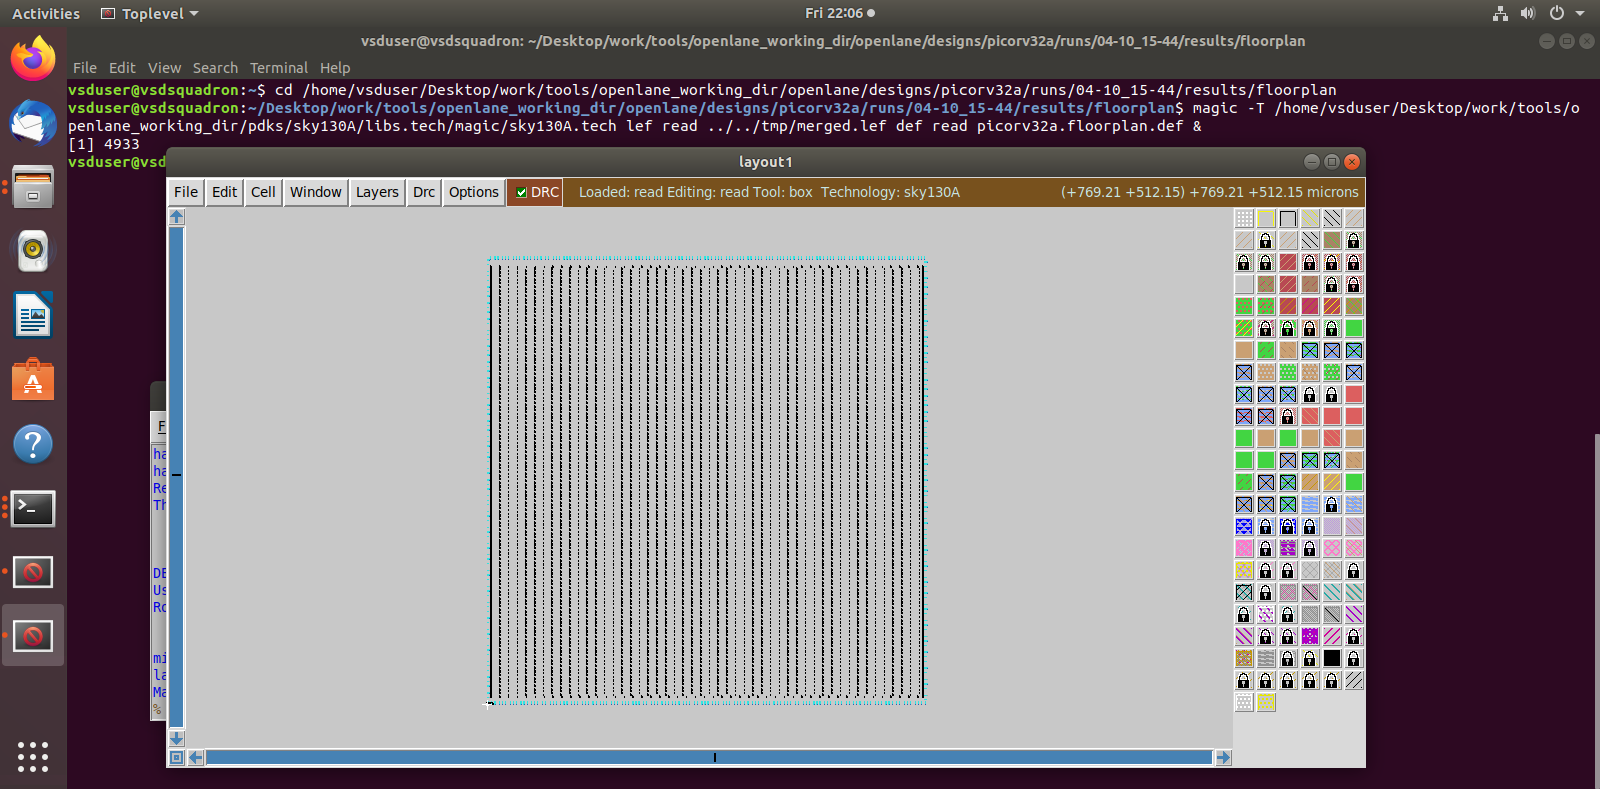 Activities Toplevel Fri 22:06
vsduser@vsdsquadron: ~/Desktop/work/tools/openlane_working_dir/openlane/designs/picorv32a/runs/04-10_15-44/results/floorplan
File Edit View Search Terminal Help
vsduser@vsdsquadron:~$ cd /home/vsduser/Desktop/work/tools/openlane_working_dir/openlane/designs/picorv32a/runs/04-10_15-44/results/floorplan
vsduser@vsdsquadron:~/Desktop/work/tools/openlane_working_dir/openlane/designs/picorv32a/runs/04-10_15-44/results/floorplan$ magic -T /home/vsduser/Desktop/work/tools/o
penlane_working_dir/pdks/sky130A/libs.tech/magic/sky130A.tech lef read ../../tmp/merged.lef def read picorv32a.floorplan.def &
[1] 4933
vsduser@vsd
layout1
File Edit Cell Window Layers Drc Options DRC Loaded: read Editing: read Tool: box Technology: sky130A (+769.21 +512.15) +769.21 +512.15 microns
F
ha
ha
Re
Th
DE
Us
Ro
mi
la
Ma
%